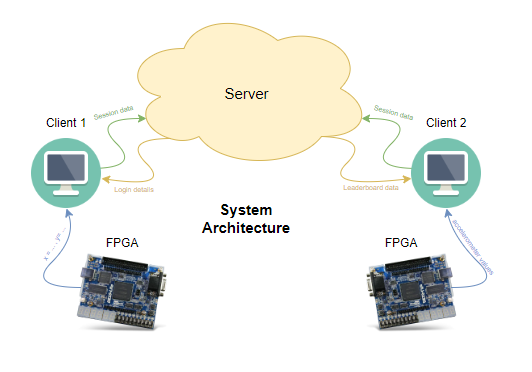 Server
Session data
Session data
Client 1
Client 2
Login details
Leaderboard data
System
Architecture
x = ... , y= ...
accelerometer values
FPGA
FPGA